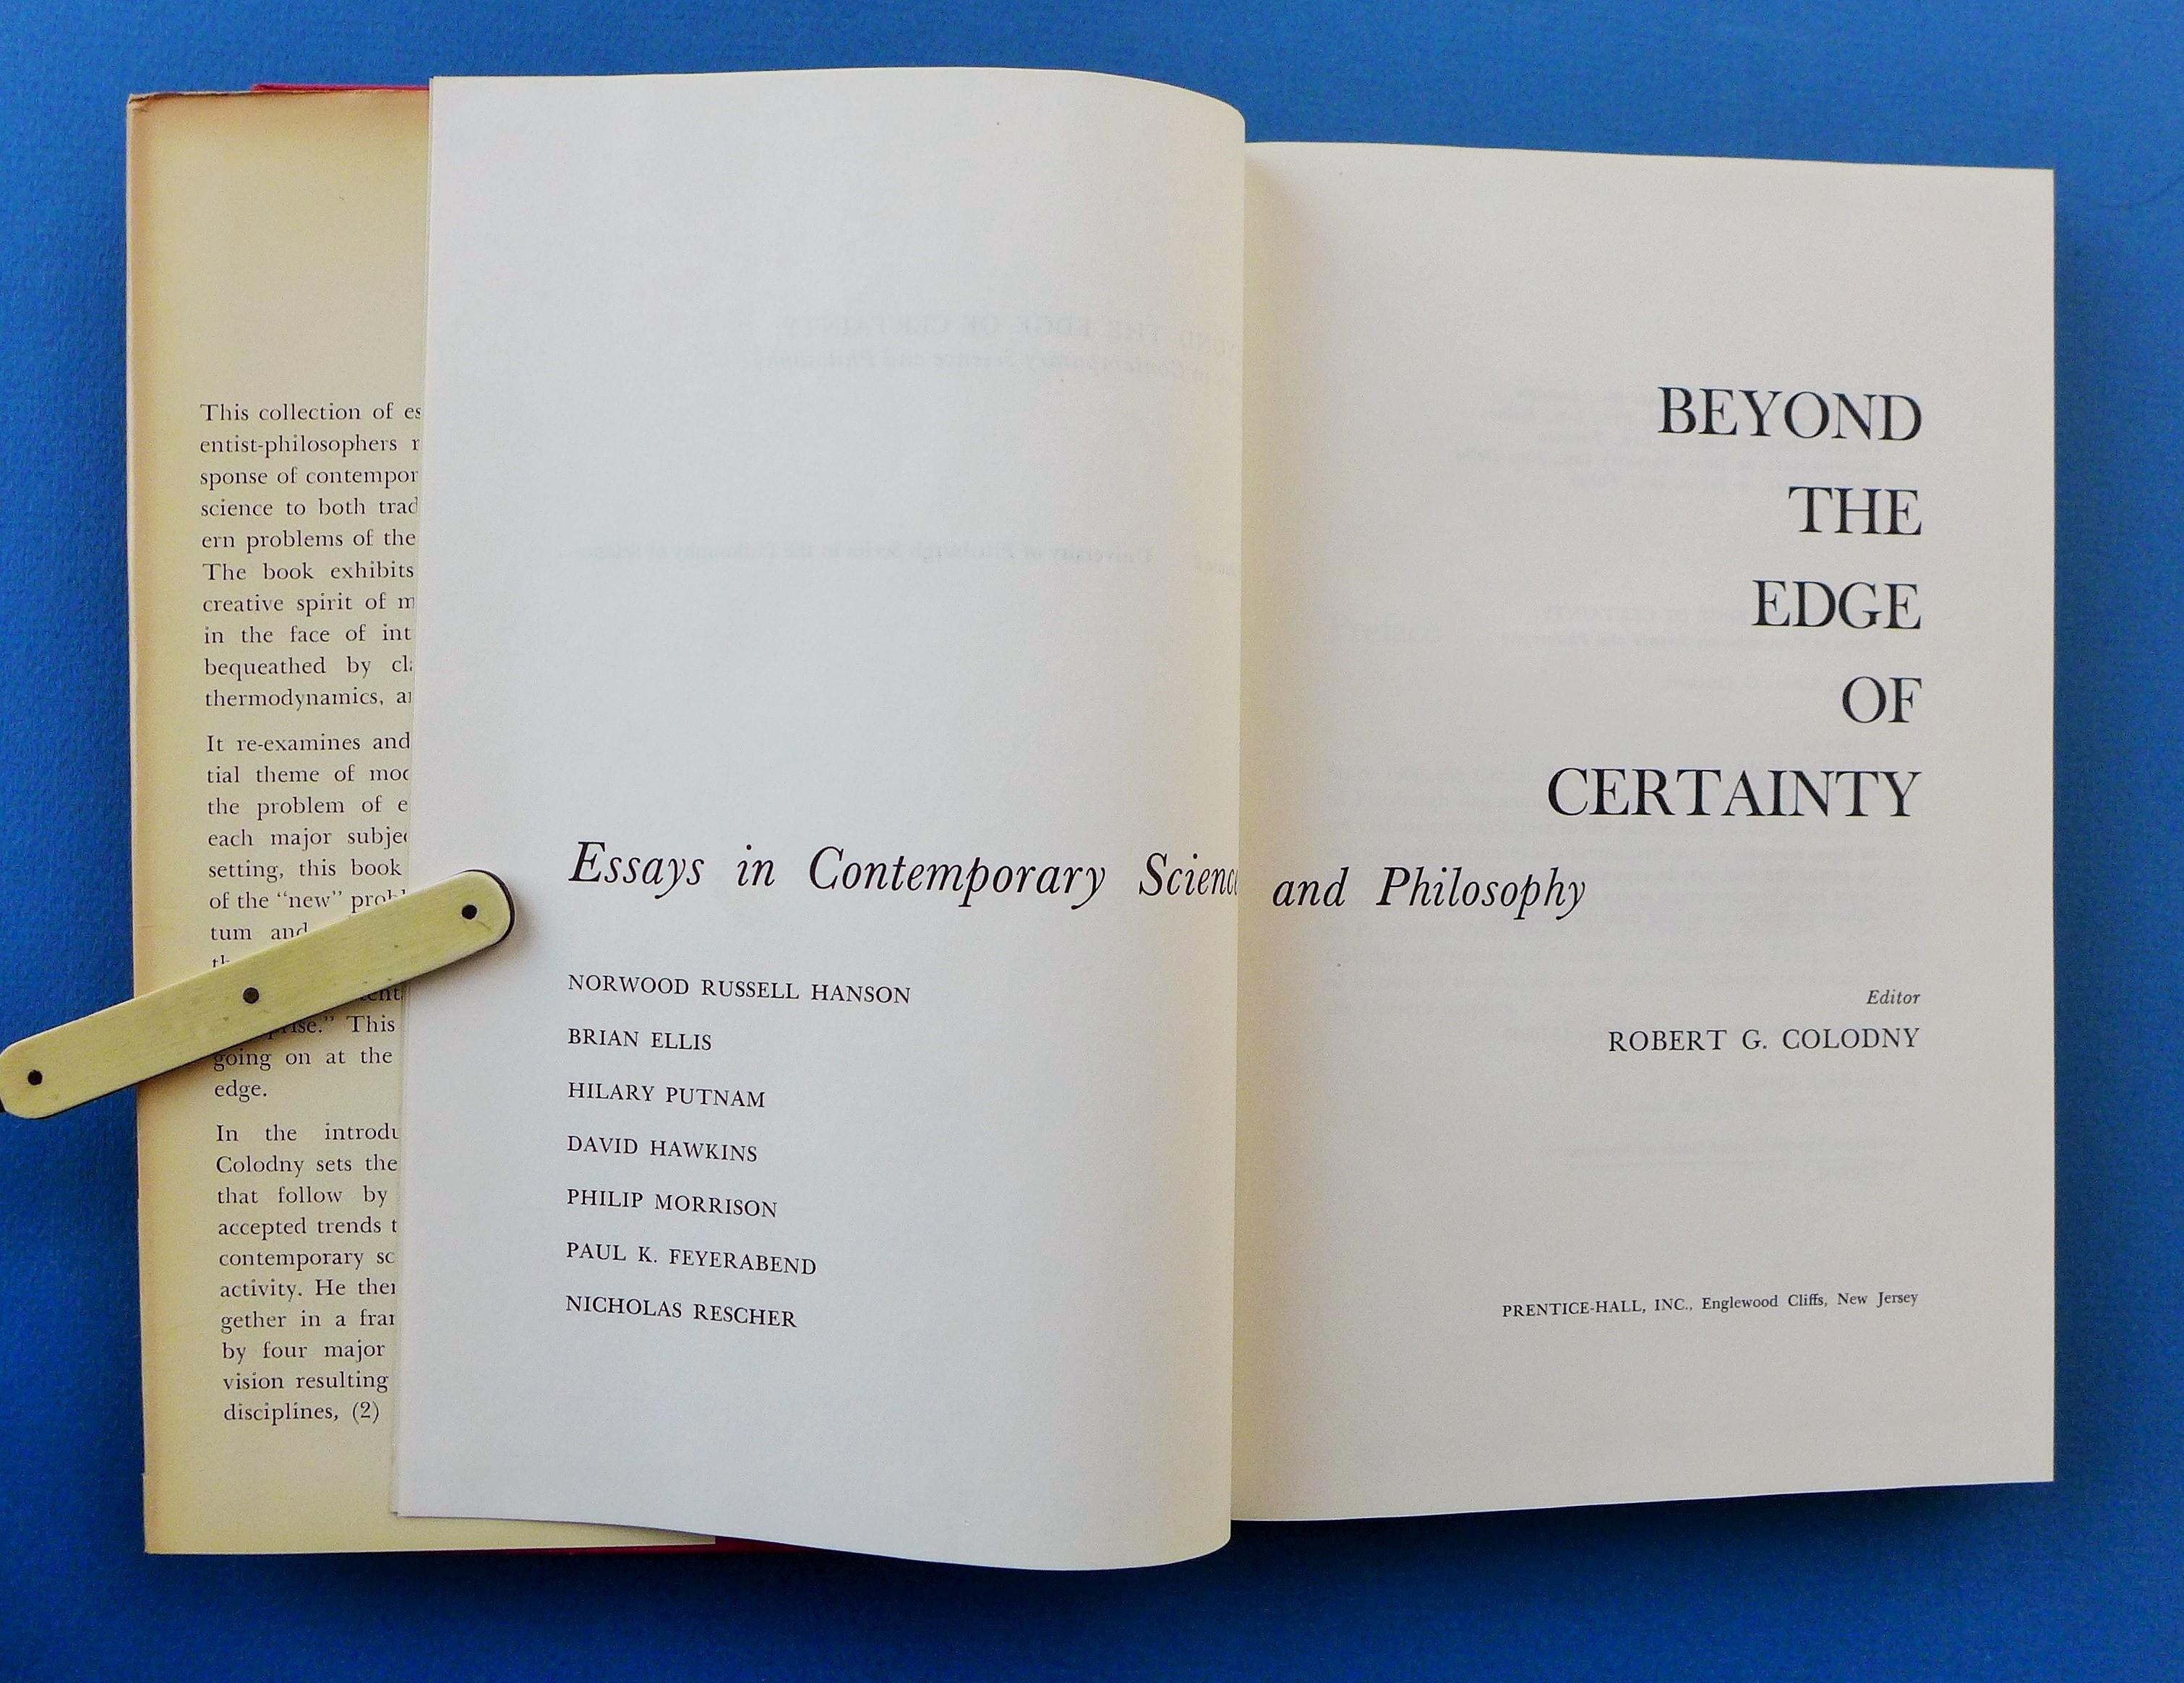 This collection of es
entist-philosophers r
sponse of contempor
science to both trad
ern problems of the
The book exhibits
creative spirit of m
in the face of int
bequeathed by cl
thermodynamics, a
It re-examines and
tial theme of mod
the problem of e
each major subjec
setting, this book
of the “new” probl
tum and
prise.” This
going on at the
edge.
In the introdu
Colodny sets the
that follow by
accepted trends t
contemporary sc
activity. He the
gether in a fra
by four major
vision resulting
disciplines, (2)
BEYOND
THE
EDGE
OF
CERTAINTY
Essays in Contemporary Scienc and Philosophy
NORWOOD RUSSELL HANSON
BRIAN ELLIS
HILARY PUTNAM
DAVID HAWKINS
PHILIP MORRISON
PAUL K. FEYERABEND
NICHOLAS RESCHER
Editor
ROBERT G. COLODNY
PRENTICE-HALL, INC., Englewood Cliffs, New Jersey